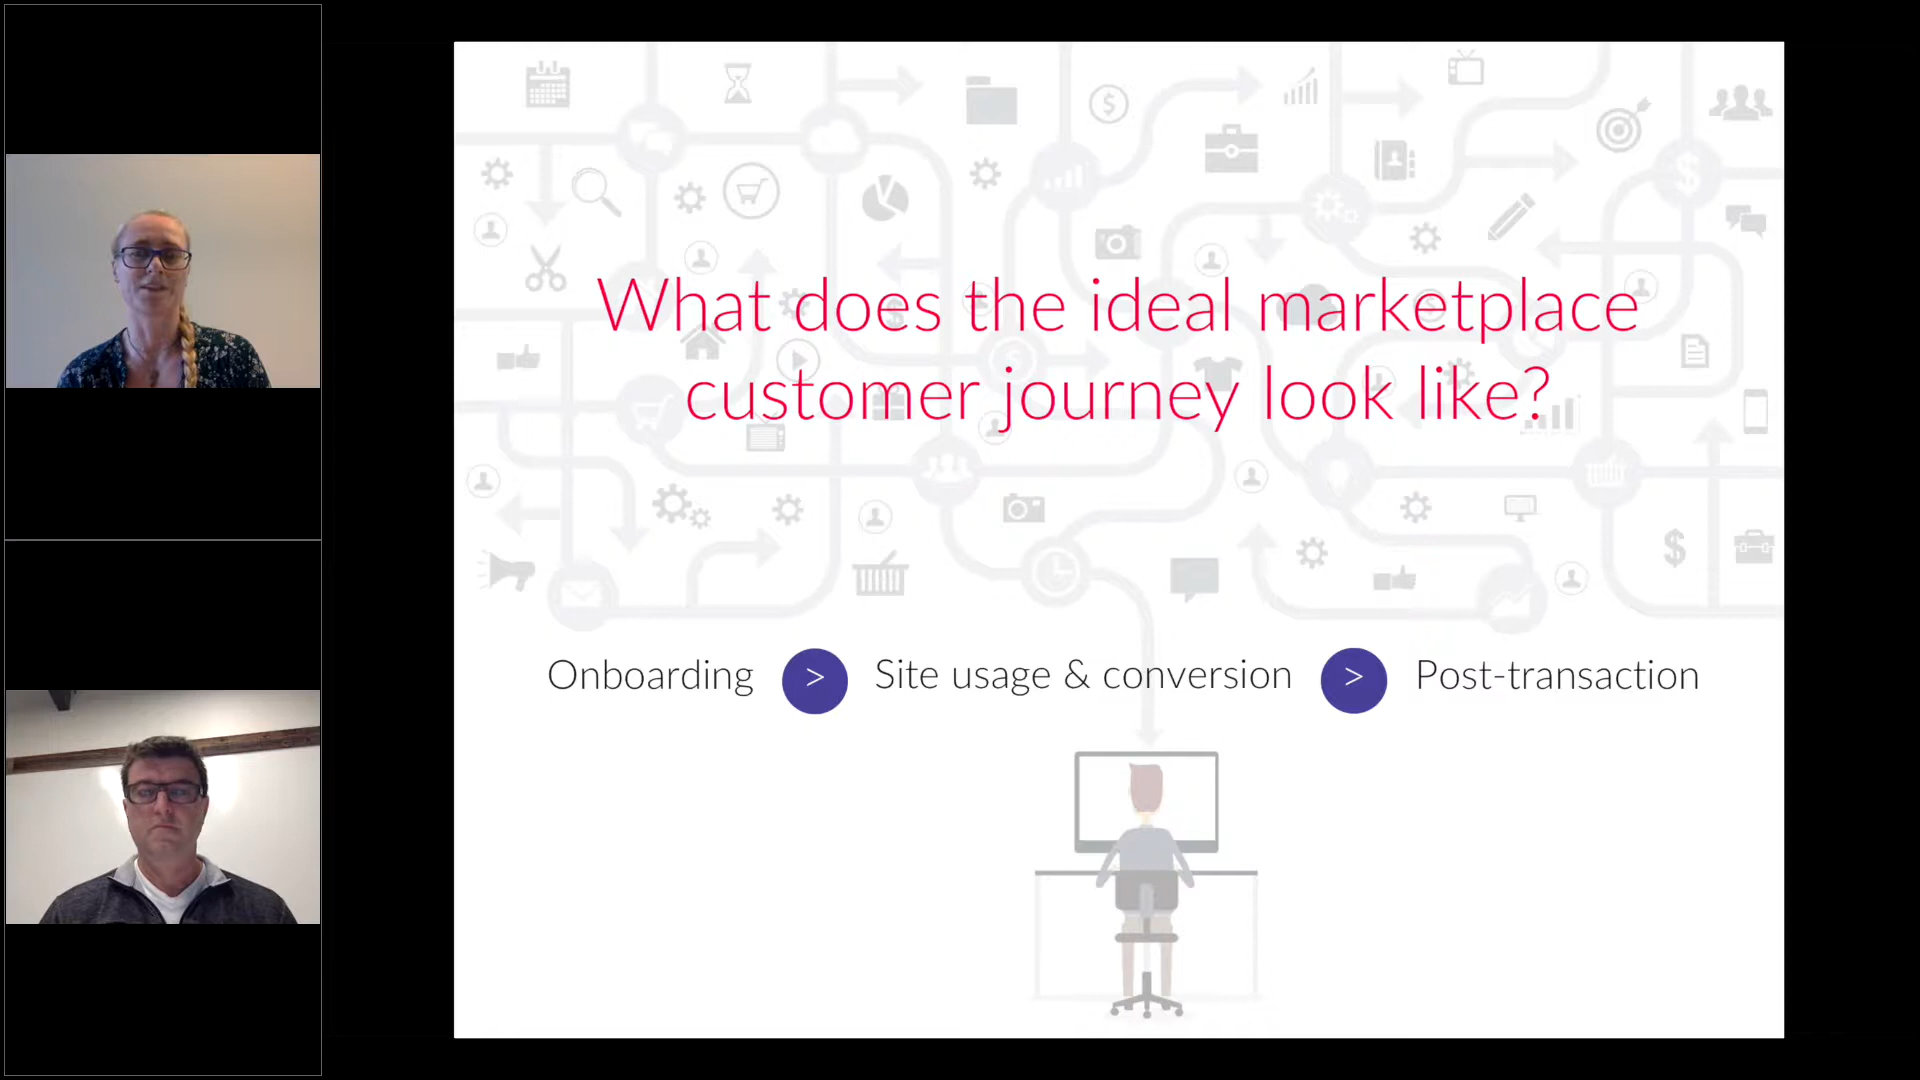 What does the ideal marketplace
customer journey look like?
Onboarding > Site usage & conversion > Post-transaction